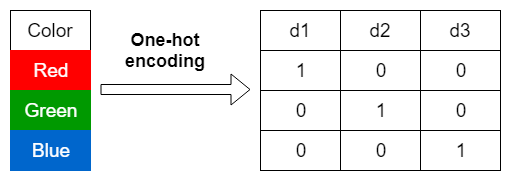 Color
Red
Green
Blue
One-hot
encoding
d1 d2 d3
1 0 0
0 1 0
0 0 1